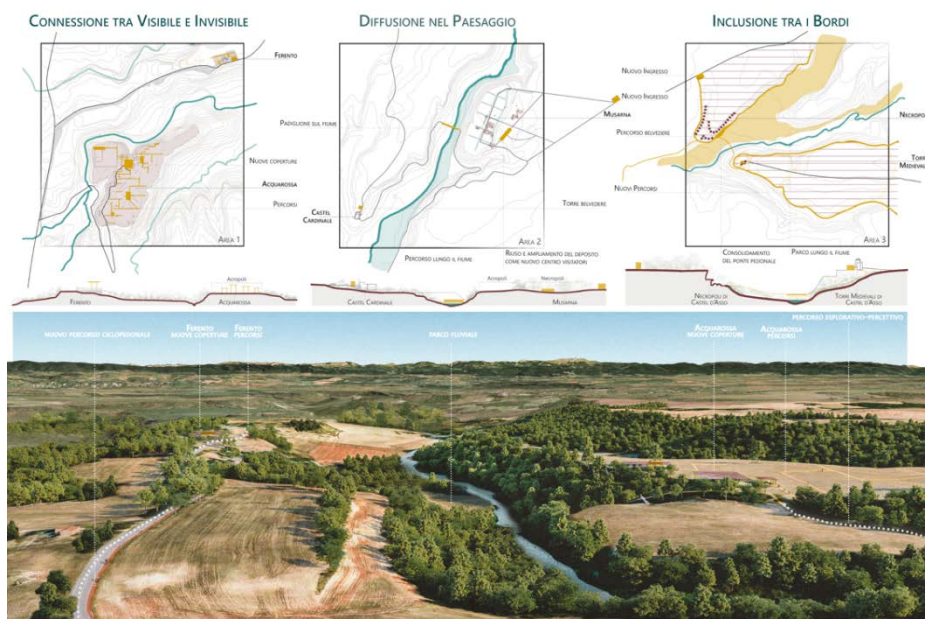 CONNESSIONE TRA VISIBILE E INVISIBILE
FERENTO
NUOVE COPERTURE
ACQUAROSSA
PERCORSI
AREA 1
Acropoli
FERENTO
ACQUAROSSA
DIFFUSIONE NEL PAESAGGIO
PADIGLIONE SUL FIUME
MUSARNA
CASTEL
CARDINALE
TORRE BELVEDERE
AREA 2
PERCORSO LUNGO IL FIUME
RIUSO E AMPLIAMENTO DEL DEPOSITO
COME NUOVO CENTRO VISITATORI
Acropoli
Necropoli
CASTEL CARDINALE
MUSARNA
INCLUSIONE TRA I BORDI
NUOVO INGRESSO
NUOVO INGRESSO
PERCORSO BELVEDERE
NECROPOLI
TORRI
MEDIEVALI
NUOVI PERCORSI
AREA 3
CONSOLIDAMENTO
DEL PONTE PEDONALE
PARCO LUNGO IL FIUME
NECROPOLI DI
CASTEL D'ASSO
TORRI MEDIEVALI DI
CASTEL D'ASSO
NUOVO PERCORSO CICLOPEDONALE
FERENTO
NUOVE COPERTURE
FERENTO
PERCORSI
PARCO FLUVIALE
ACQUAROSSA
NUOVE COPERTURE
ACQUAROSSA
PERCORSI
PERCORSO ESPLORATIVO-PERCETTIVO